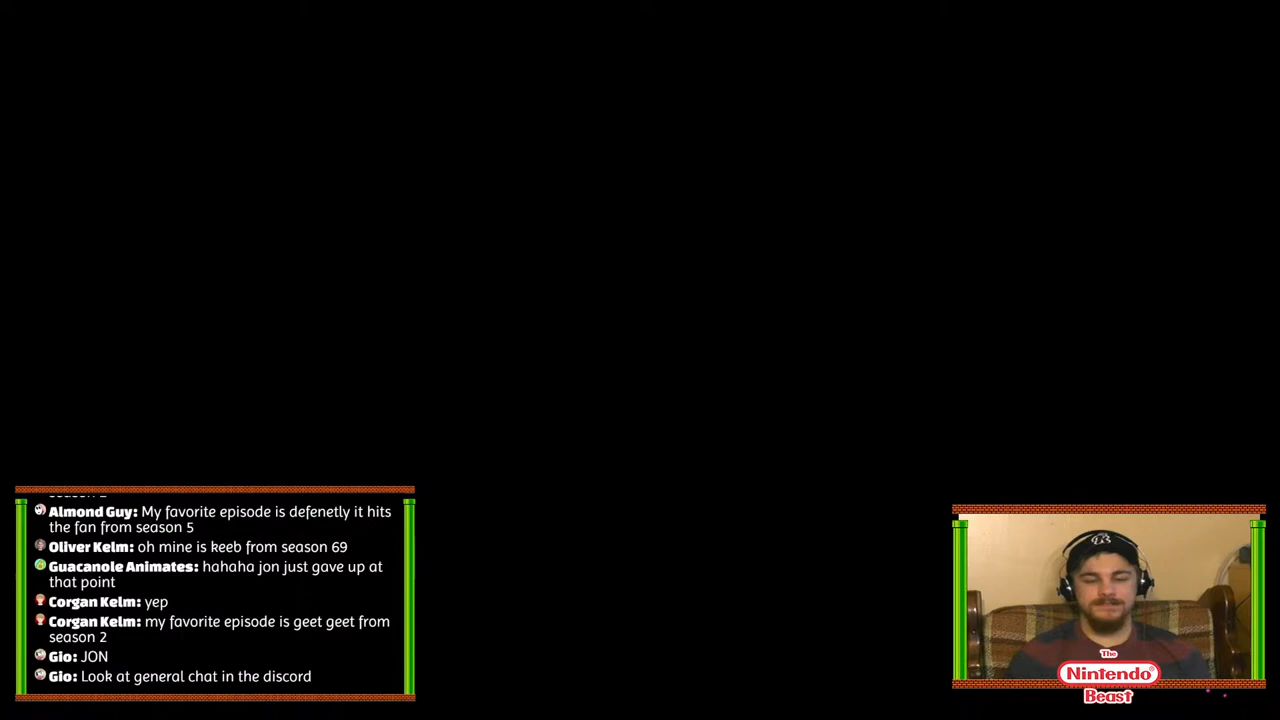 Almond Guy: My favorite episode is defenetly it hits
the fan from season 5
Oliver Kelm: oh mine is keeb from season 69
Guacanole Animates: hahaha jon just gave up at
that point
Corgan Kelm: yep
Corgan Kelm: my favorite episode is geet geet from
season 2
Gio: JON
Gio: Look at general chat in the discord
The
Nintendo
Beast